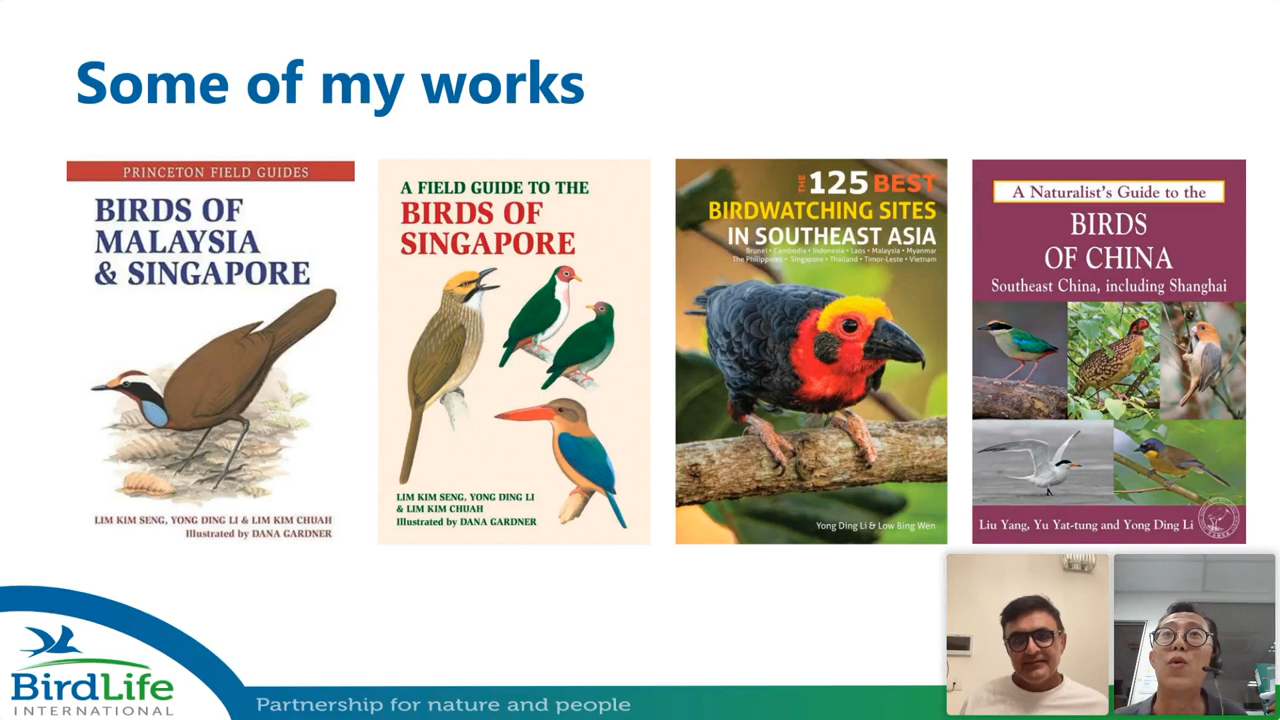 Some of my works
PRINCETON FIELD GUIDES
BIRDS OF
MALAYSIA
& SINGAPORE
LIM KIM SENG, YONG DING LI & LIM KIM CHUAH
Illustrated by DANA GARDNER
A FIELD GUIDE TO THE
BIRDS OF
SINGAPORE
LIM KIM SENG, YONG DING LI
& LIM KIM CHUAH
Illustrated by DANA GARDNER
THE 125 BEST
BIRDWATCHING SITES
IN SOUTHEAST ASIA
Brunei • Cambodia • Indonesia • Laos • Malaysia • Myanmar
The Philippines • Singapore • Thailand • Timor-Leste • Vietnam
Yong Ding Li & Low Bing Wen
A Naturalist's Guide to the
BIRDS
OF CHINA
Southeast China, including Shanghai
Liu Yang, Yu Yat-tung and Yong Ding Li
BirdLife
INTERNATIONAL
Partnership for nature and people